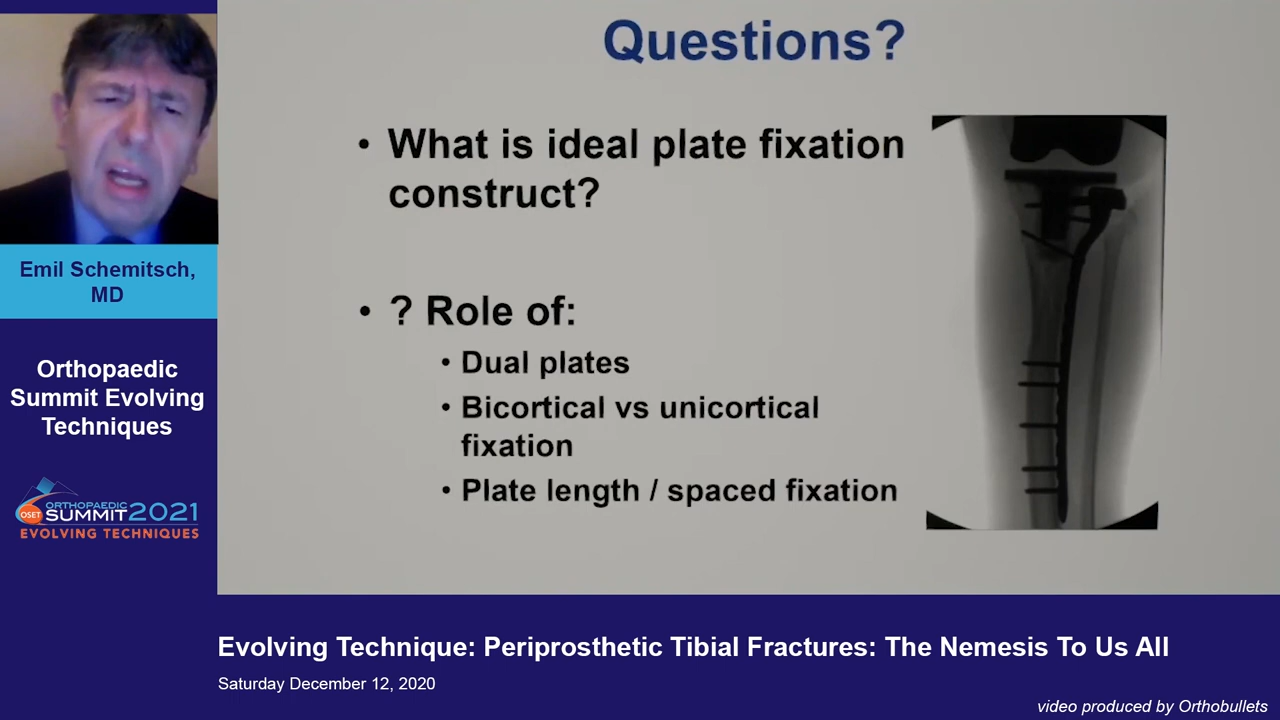 Questions?
• What is ideal plate fixation
construct?
• ? Role of:
• Dual plates
• Bicortical vs unicortical
fixation
• Plate length / spaced fixation
Emil Schemitsch,
MD
Orthopaedic
Summit Evolving
Techniques
OSET
ORTHOPAEDIC
SUMMIT 2021
EVOLVING TECHNIQUES
Evolving Technique: Periprosthetic Tibial Fractures: The Nemesis To Us All
Saturday December 12, 2020
video produced by Orthobullets